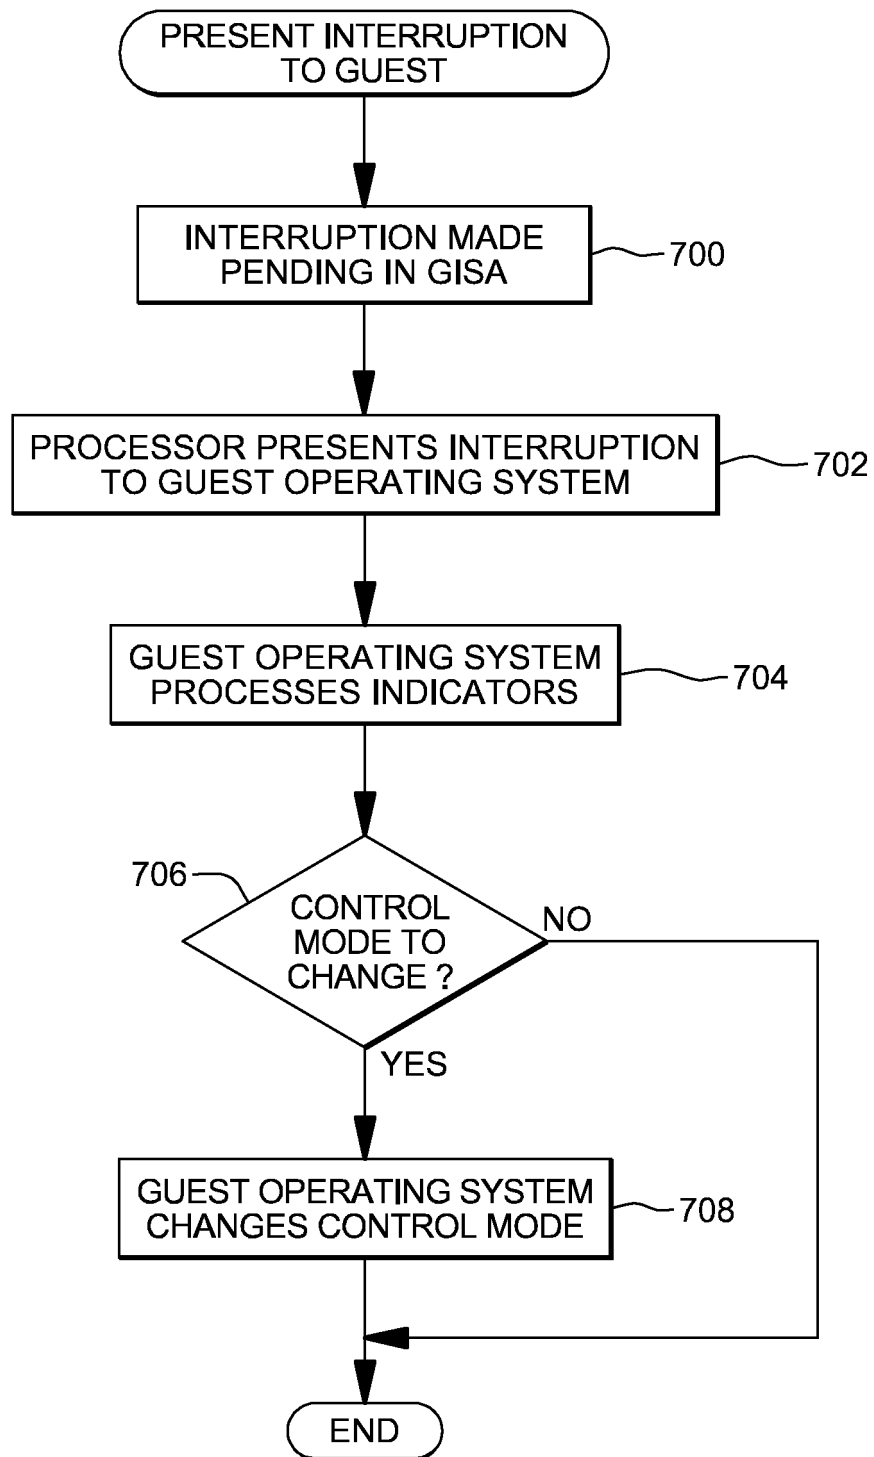 PRESENT INTERRUPTION
TO GUEST
INTERRUPTION MADE
PENDING IN GISA
700
PROCESSOR PRESENTS INTERRUPTION
TO GUEST OPERATING SYSTEM
702
GUEST OPERATING SYSTEM
PROCESSES INDICATORS
704
706
CONTROL
MODE TO
CHANGE ?
NO
YES
GUEST OPERATING SYSTEM
CHANGES CONTROL MODE
708
END